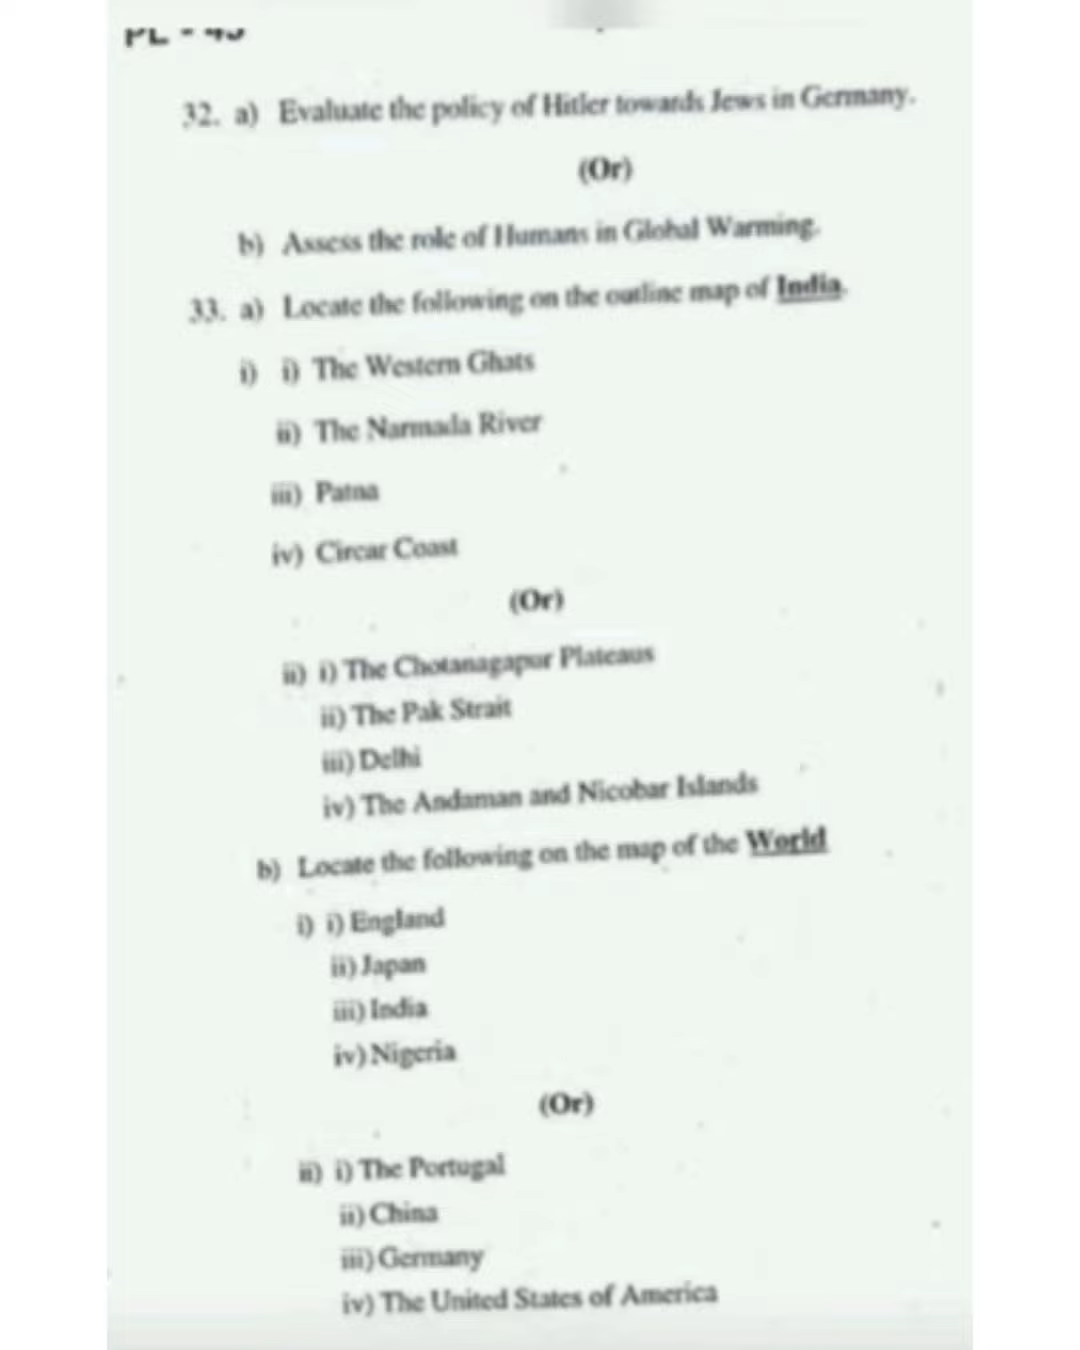 PL - 45
32. a) Evaluate the policy of Hitler towards Jews in Germany.
(Or)
b) Assess the role of Humans in Global Warming.
33. a) Locate the following on the outline map of India.
i) i) The Western Ghats
ii) The Narmada River
iii) Patna
iv) Circar Coast
(Or)
ii) i) The Chotanagapur Plateaus
ii) The Pak Strait
iii) Delhi
iv) The Andaman and Nicobar Islands
b) Locate the following on the map of the World
i) i) England
ii) Japan
iii) India
iv) Nigeria
(Or)
ii) i) The Portugal
ii) China
iii) Germany
iv) The United States of America